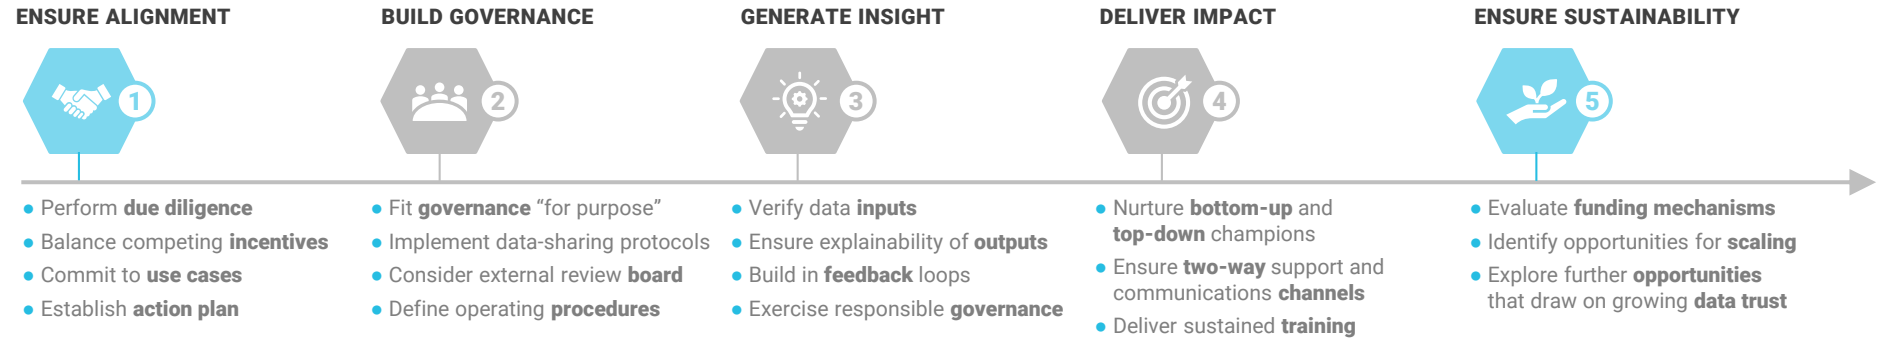 ENSURE ALIGNMENT
1
● Perform due diligence
● Balance competing incentives
● Commit to use cases
● Establish action plan
BUILD GOVERNANCE
2
● Fit governance “for purpose”
● Implement data-sharing protocols
● Consider external review board
● Define operating procedures
GENERATE INSIGHT
3
● Verify data inputs
● Ensure explainability of outputs
● Build in feedback loops
● Exercise responsible governance
DELIVER IMPACT
4
● Nurture bottom-up and
top-down champions
● Ensure two-way support and
communications channels
● Deliver sustained training
ENSURE SUSTAINABILITY
5
● Evaluate funding mechanisms
● Identify opportunities for scaling
● Explore further opportunities
that draw on growing data trust